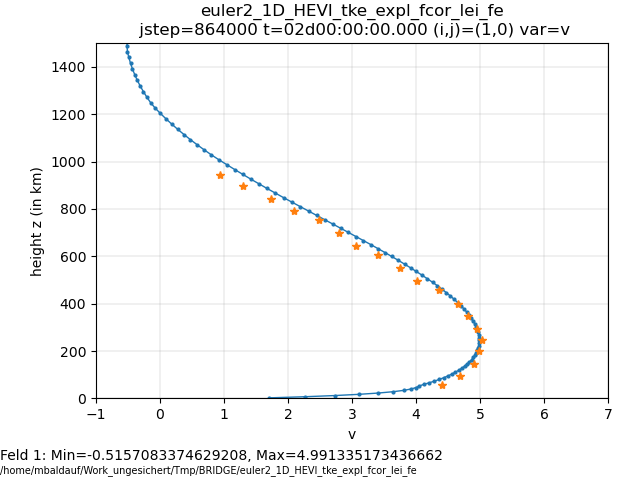 euler2_1D_HEVI_tke_expl_fcor_lei_fe
jstep=864000 t=02d00:00:00.000 (i,j)=(1,0) var=v
1400
1200
1000
800
600
400
200
0
height z (in km)
−1 0 1 2 3 4 5 6 7
v
Feld 1: Min=-0.5157083374629208, Max=4.991335173436662
/home/mbaldauf/Work_ungesichert/Tmp/BRIDGE/euler2_1D_HEVI_tke_expl_fcor_lei_fe